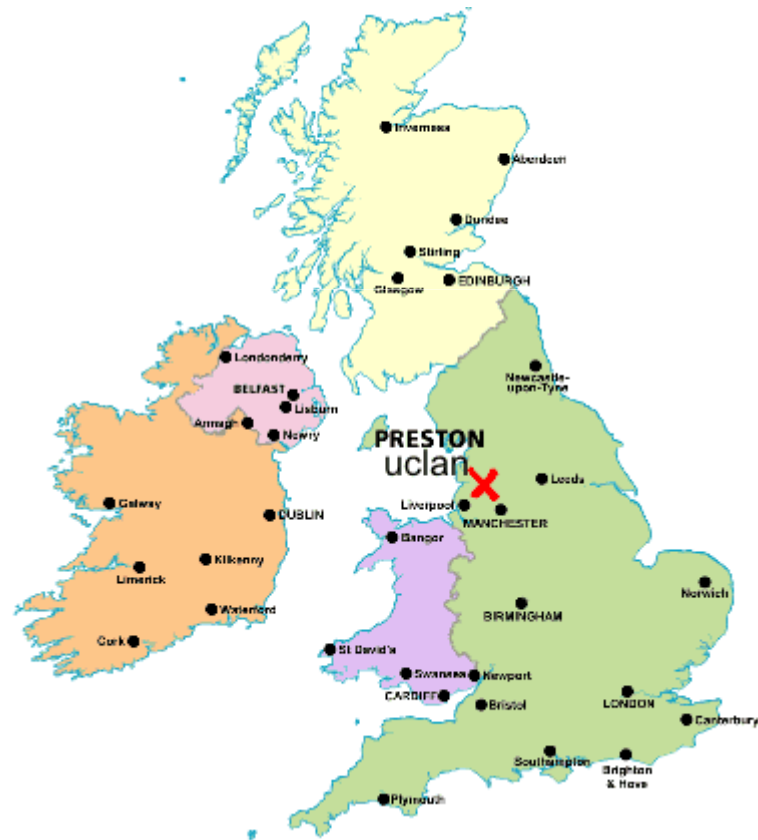 Inverness
Aberdeen
Dundee
Stirling
Glasgow
EDINBURGH
Londonderry
BELFAST
Lisburn
Armagh
Newry
Newcastle-
upon-Tyne
PRESTON
uclan
Leeds
Liverpool
MANCHESTER
Galway
DUBLIN
Bangor
Kilkenny
Limerick
Waterford
Cork
BIRMINGHAM
Norwich
St David's
Swansea
Newport
CARDIFF
Bristol
LONDON
Canterbury
Southampton
Brighton
& Hove
Plymouth